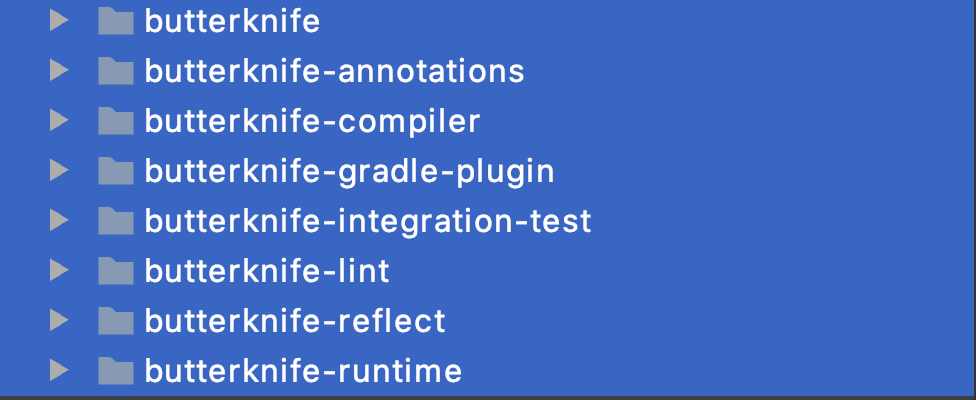 butterknife
butterknife-annotations
butterknife-compiler
butterknife-gradle-plugin
butterknife-integration-test
butterknife-lint
butterknife-reflect
butterknife-runtime